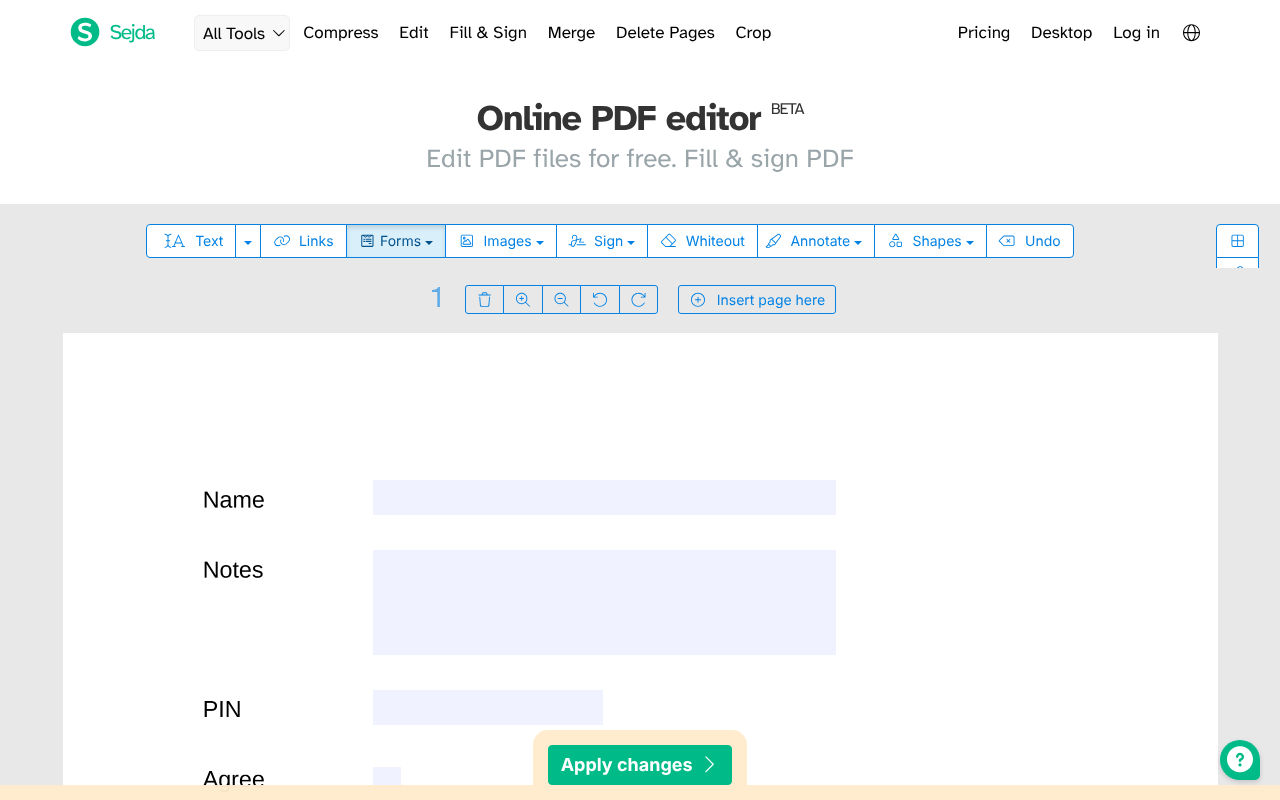 Sejda
All Tools Compress Edit Fill & Sign Merge Delete Pages Crop Pricing Desktop Log in
Online PDF editor BETA
Edit PDF files for free. Fill & sign PDF
Text Links Forms Images Sign Whiteout Annotate Shapes Undo
1 Insert page here
Name
Notes
PIN
Agree
Apply changes
?